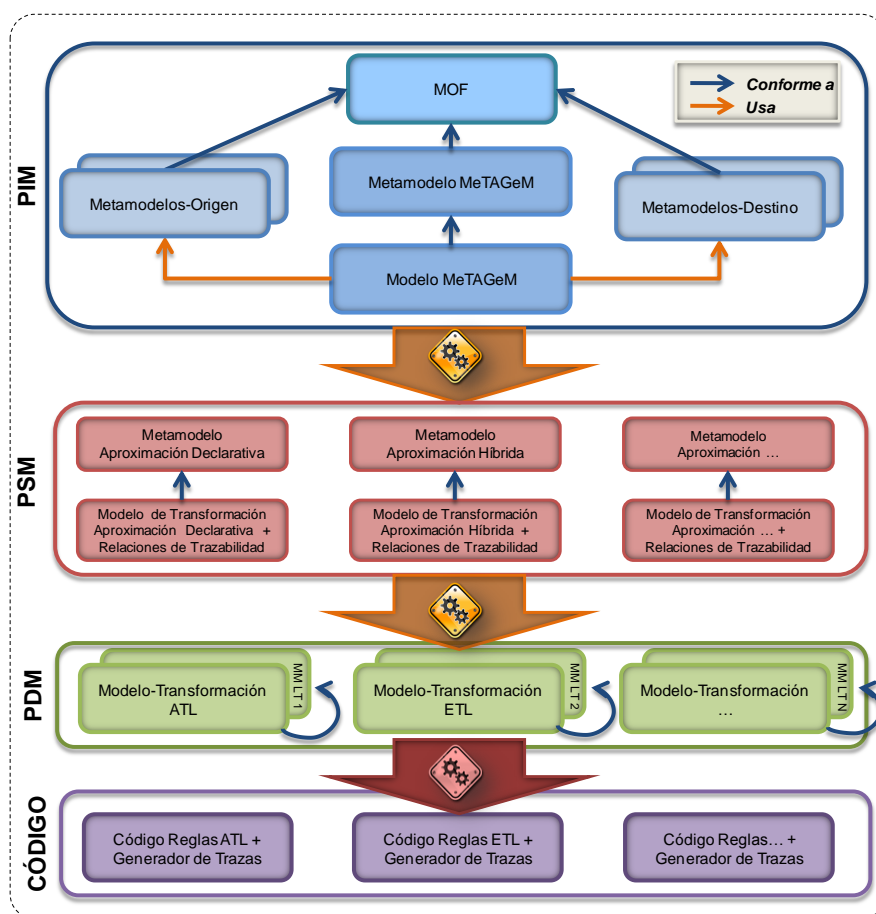 PIM
MOF
Conforme a
Usa
Metamodelos-Origen
Metamodelo MeTAGeM
Metamodelos-Destino
Modelo MeTAGeM
PSM
Metamodelo
Aproximación Declarativa
Metamodelo
Aproximación Híbrida
Metamodelo
Aproximación ...
Modelo de Transformación
Aproximación Declarativa +
Relaciones de Trazabilidad
Modelo de Transformación
Aproximación Híbrida +
Relaciones de Trazabilidad
Modelo de Transformación
Aproximación ... +
Relaciones de Trazabilidad
PDM
Modelo-Transformación
ATL
MM LT 1
Modelo-Transformación
ETL
MM LT 2
Modelo-Transformación
...
MM LT N
CÓDIGO
Código Reglas ATL +
Generador de Trazas
Código Reglas ETL +
Generador de Trazas
Código Reglas... +
Generador de Trazas